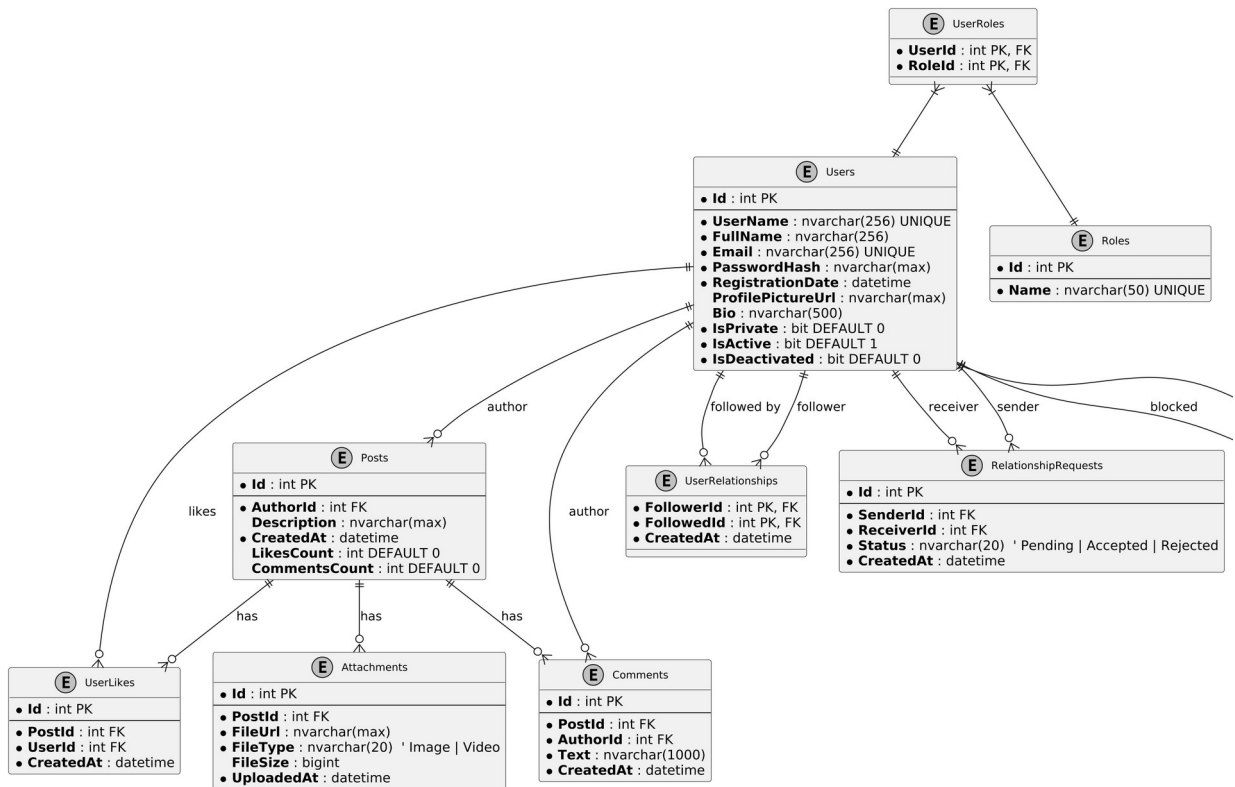 E UserRoles
UserId : int PK, FK
RoleId : int PK, FK
E Users
Id : int PK
UserName : nvarchar(256) UNIQUE
FullName : nvarchar(256)
Email : nvarchar(256) UNIQUE
PasswordHash : nvarchar(max)
RegistrationDate : datetime
ProfilePictureUrl : nvarchar(max)
Bio : nvarchar(500)
IsPrivate : bit DEFAULT 0
IsActive : bit DEFAULT 1
IsDeactivated : bit DEFAULT 0
E Roles
Id : int PK
Name : nvarchar(50) UNIQUE
author
followed by
follower
receiver
sender
blocked
E Posts
Id : int PK
AuthorId : int FK
Description : nvarchar(max)
CreatedAt : datetime
LikesCount : int DEFAULT 0
CommentsCount : int DEFAULT 0
likes
author
E UserRelationships
FollowerId : int PK, FK
FollowedId : int PK, FK
CreatedAt : datetime
E RelationshipRequests
Id : int PK
SenderId : int FK
ReceiverId : int FK
Status : nvarchar(20) ' Pending | Accepted | Rejected
CreatedAt : datetime
has
has
has
E UserLikes
Id : int PK
PostId : int FK
UserId : int FK
CreatedAt : datetime
E Attachments
Id : int PK
PostId : int FK
FileUrl : nvarchar(max)
FileType : nvarchar(20) ' Image | Video
FileSize : bigint
UploadedAt : datetime
E Comments
Id : int PK
PostId : int FK
AuthorId : int FK
Text : nvarchar(1000)
CreatedAt : datetime